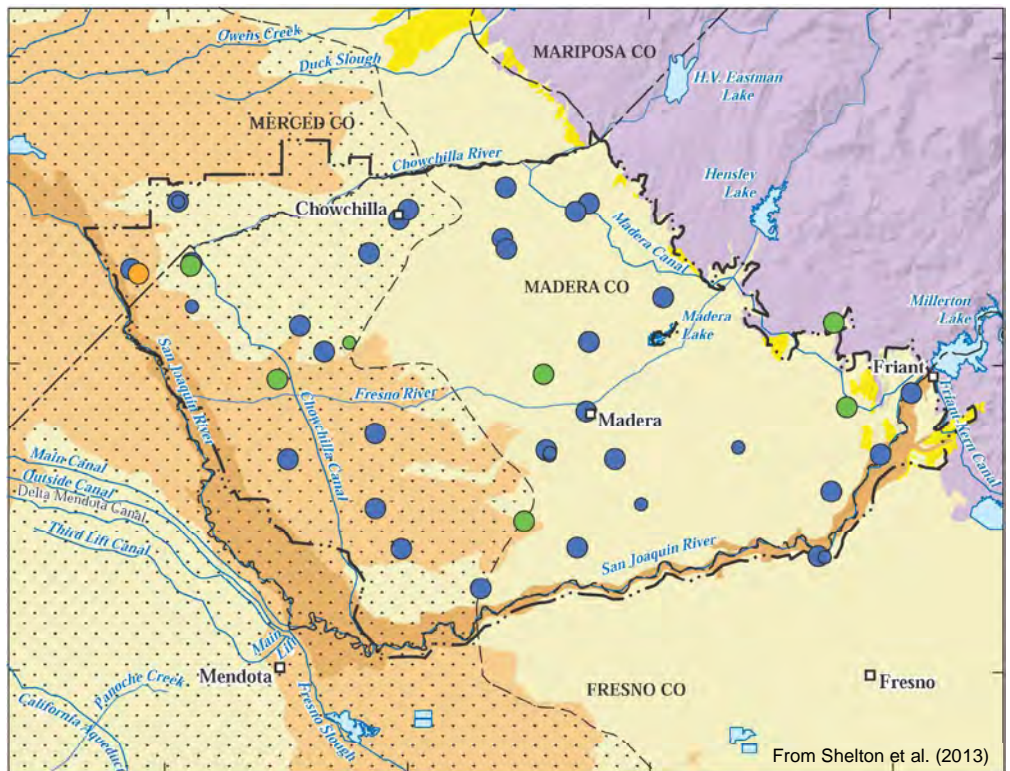 Owens Creek
Duck Slough
MARIPOSA CO
H.V. Eastman
Lake
MERCED CO
Chowchilla River
Hensley
Lake
Chowchilla
Madera Canal
MADERA CO
Millerton
Lake
Madera
Lake
Friant
San Joaquin River
Fresno River
Chowchilla Canal
Madera
Friant-Kern Canal
Main Canal
Outside Canal
Delta Mendota Canal
Third Lift Canal
San Joaquin River
Main
Lift
Mendota
Panoche Creek
Fresno Slough
FRESNO CO
Fresno
California Aqueduct
From Shelton et al. (2013)